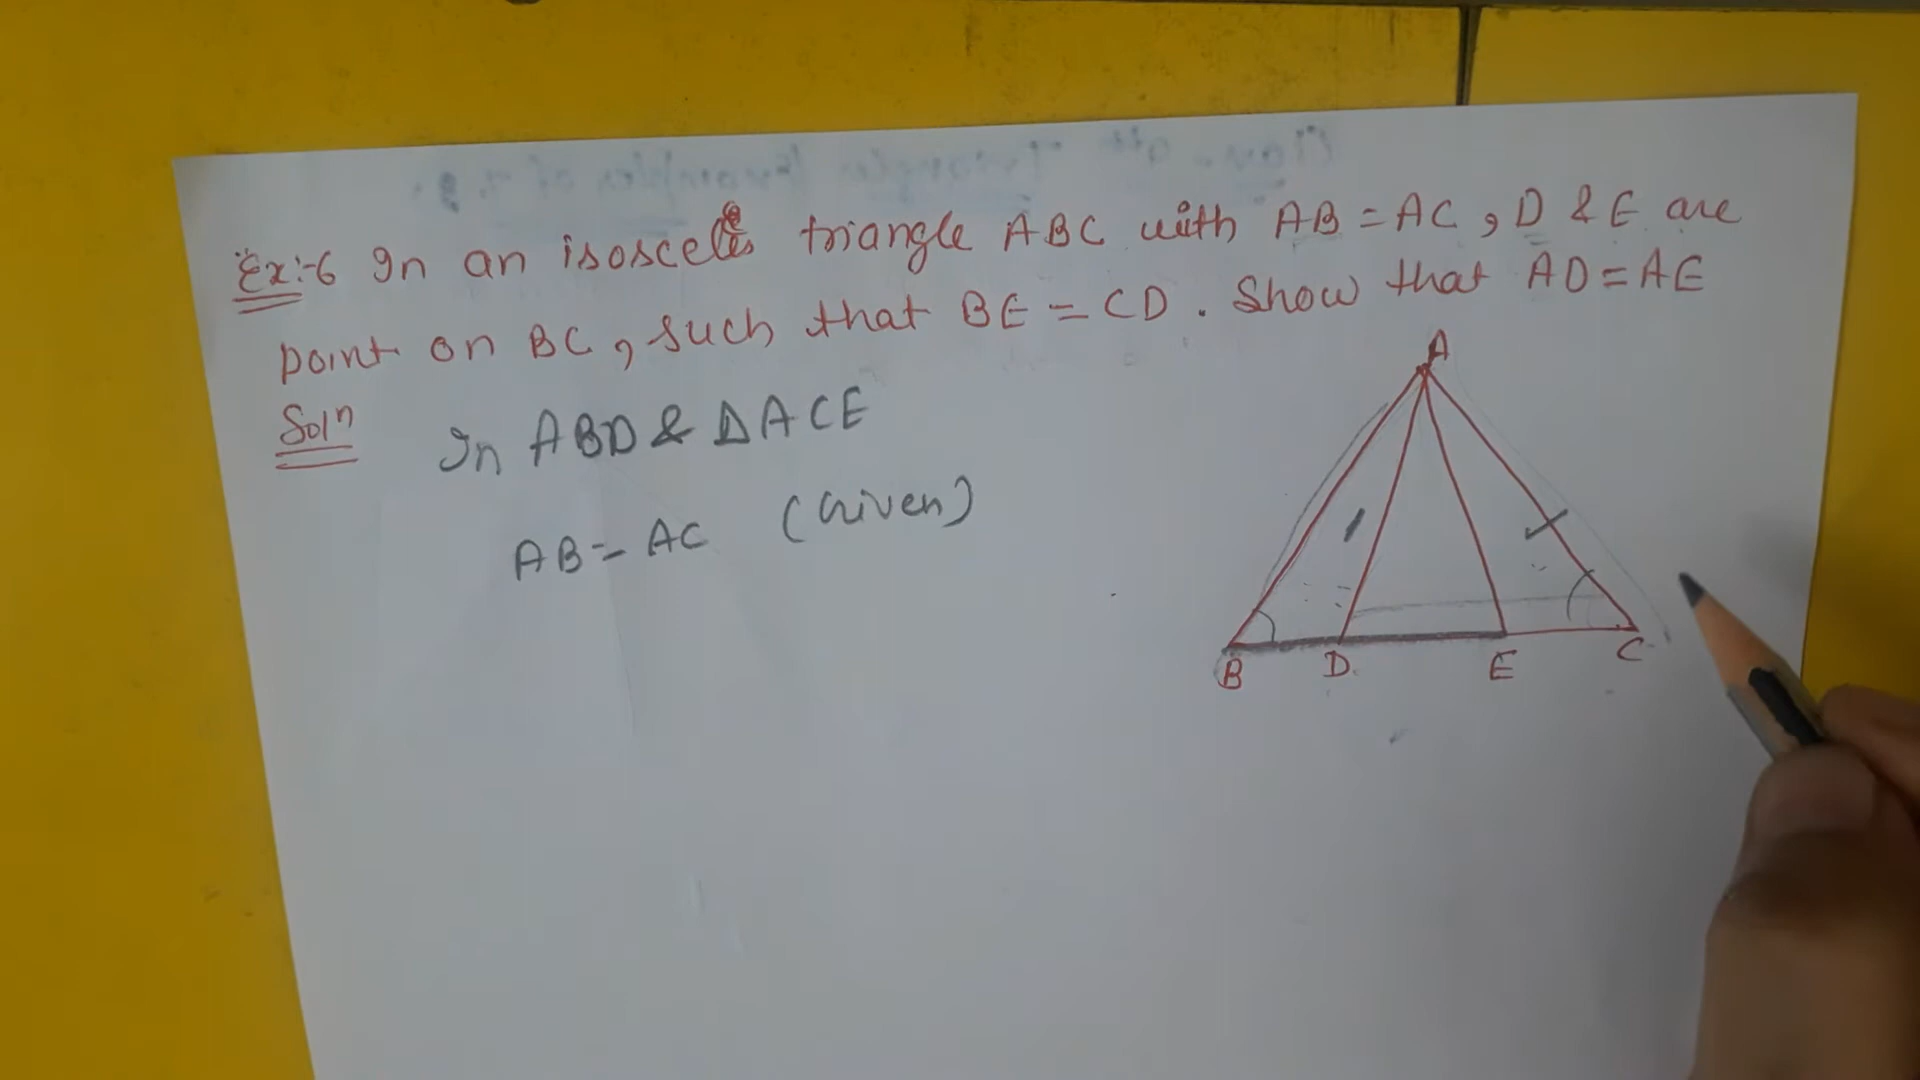 Ex:-6 In an isosceles triangle ABC with AB = AC, D & E are
point on BC, such that BE = CD. Show that AD = AE
Soln In ABD & ΔACE
AB = AC (Given)
A
B D E C